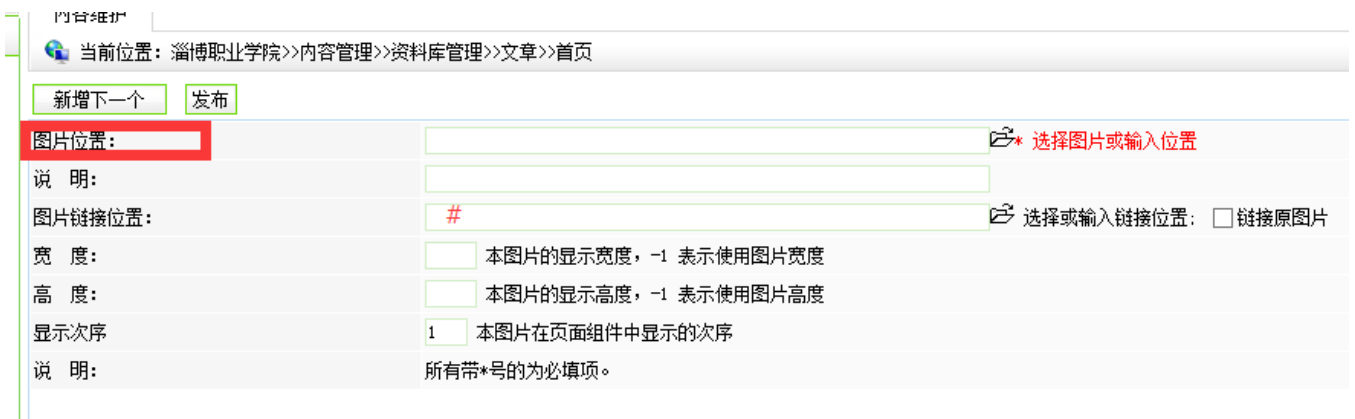 内容维护
当前位置：淄博职业学院>>内容管理>>资料库管理>>文章>>首页
新增下一个 发布
图片位置： * 选择图片或输入位置
说 明：
图片链接位置： # 选择或输入链接位置; 链接原图片
宽 度： 本图片的显示宽度，-1 表示使用图片宽度
高 度： 本图片的显示高度，-1 表示使用图片高度
显示次序 1 本图片在页面组件中显示的次序
说 明： 所有带*号的为必填项。